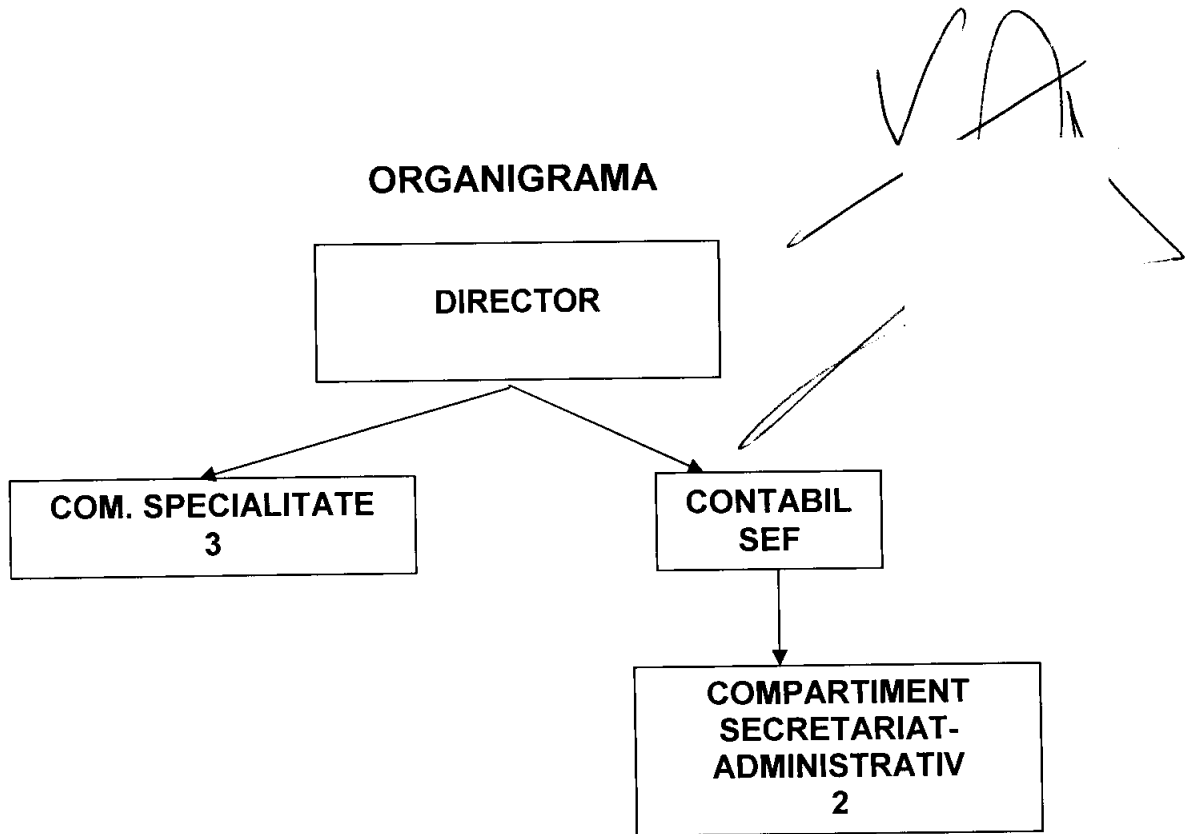 ORGANIGRAMA
DIRECTOR
COM. SPECIALITATE
3
CONTABIL
SEF
COMPARTIMENT
SECRETARIAT-
ADMINISTRATIV
2